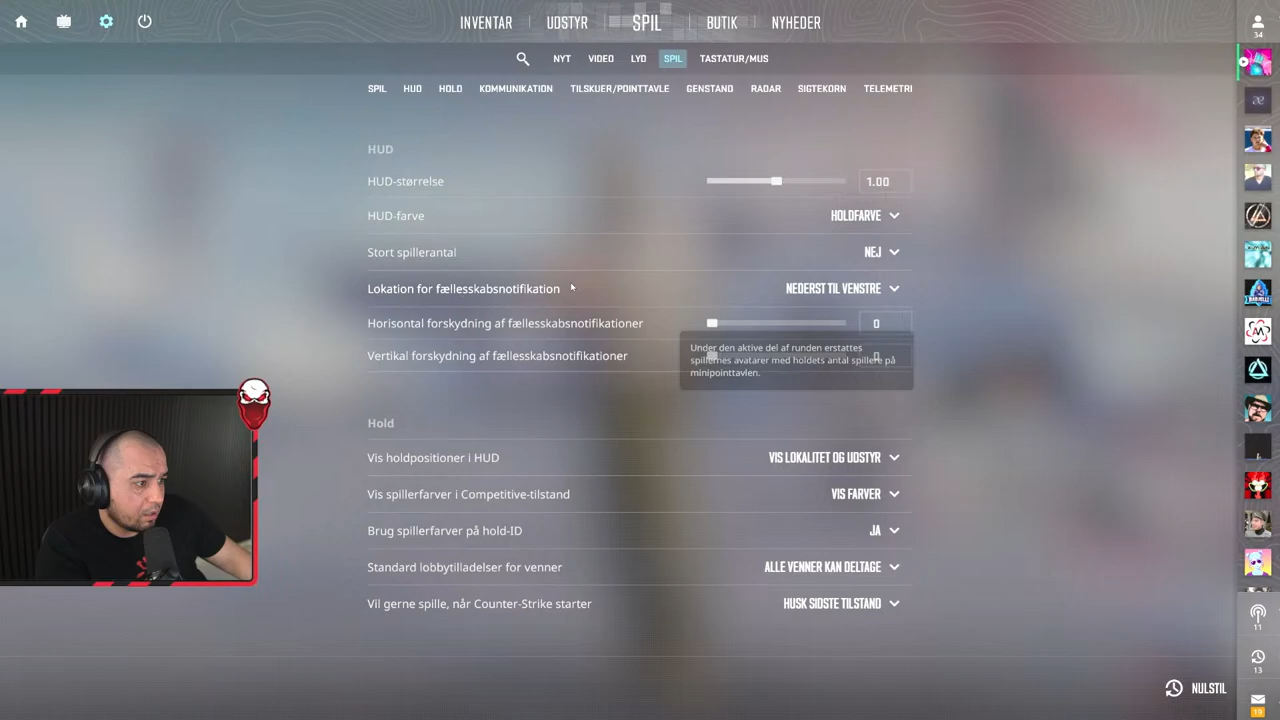 INVENTAR
UDSTYR
SPIL
BUTIK
NYHEDER
34
NYT
VIDEO
LYD
SPIL
TASTATUR/MUS
SPIL
HUD
HOLD
KOMMUNIKATION
TILSKUER/POINTTAVLE
GENSTAND
RADAR
SIGTEKORN
TELEMETRI
HUD
HUD-størrelse
1.00
HUD-farve
HOLDFARVE
Stort spillerantal
NEJ
Lokation for fællesskabsnotifikation
NEDERST TIL VENSTRE
Horisontal forskydning af fællesskabsnotifikationer
0
Vertikal forskydning af fællesskabsnotifikationer
0
Under den aktive del af runden erstattes
spillernes avatarer med holdets antal spillere på
minipointtavlen.
Hold
Vis holdpositioner i HUD
VIS LOKALITET OG UDSTYR
Vis spillerfarver i Competitive-tilstand
VIS FARVER
Brug spillerfarver på hold-ID
JA
Standard lobbytilladelser for venner
ALLE VENNER KAN DELTAGE
Vil gerne spille, når Counter-Strike starter
HUSK SIDSTE TILSTAND
NULSTIL
æ
11
13
19